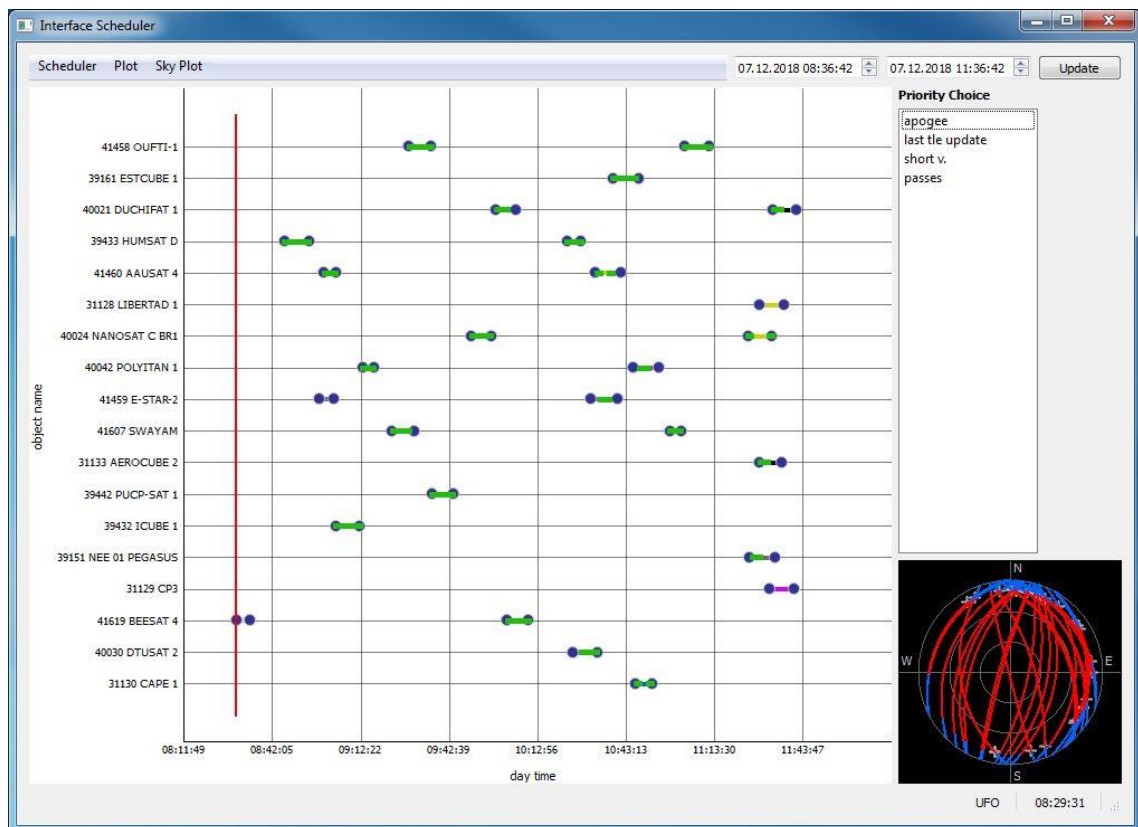 Interface Scheduler
Scheduler Plot Sky Plot 07.12.2018 08:36:42 07.12.2018 11:36:42 Update
Priority Choice
apogee
last tle update
short v.
passes
41458 OUFTI-1
39161 ESTCUBE 1
40021 DUCHIFAT 1
39433 HUMSAT D
41460 AAUSAT 4
31128 LIBERTAD 1
40024 NANOSAT C BR1
40042 POLYITAN 1
41459 E-STAR-2
41607 SWAYAM
31133 AEROCUBE 2
39442 PUCP-SAT 1
39432 ICUBE 1
39151 NEE 01 PEGASUS
31129 CP3
41619 BEESAT 4
40030 DTUSAT 2
31130 CAPE 1
object name
08:11:49 08:42:05 09:12:22 09:42:39 10:12:56 10:43:13 11:13:30 11:43:47
day time
N
W E
S
UFO 08:29:31